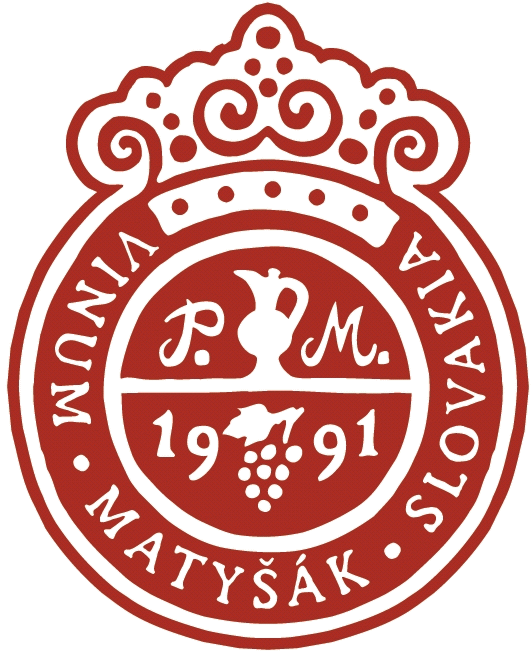 VINUM • MATYŠÁK • SLOVAKIA
P. M.
1991